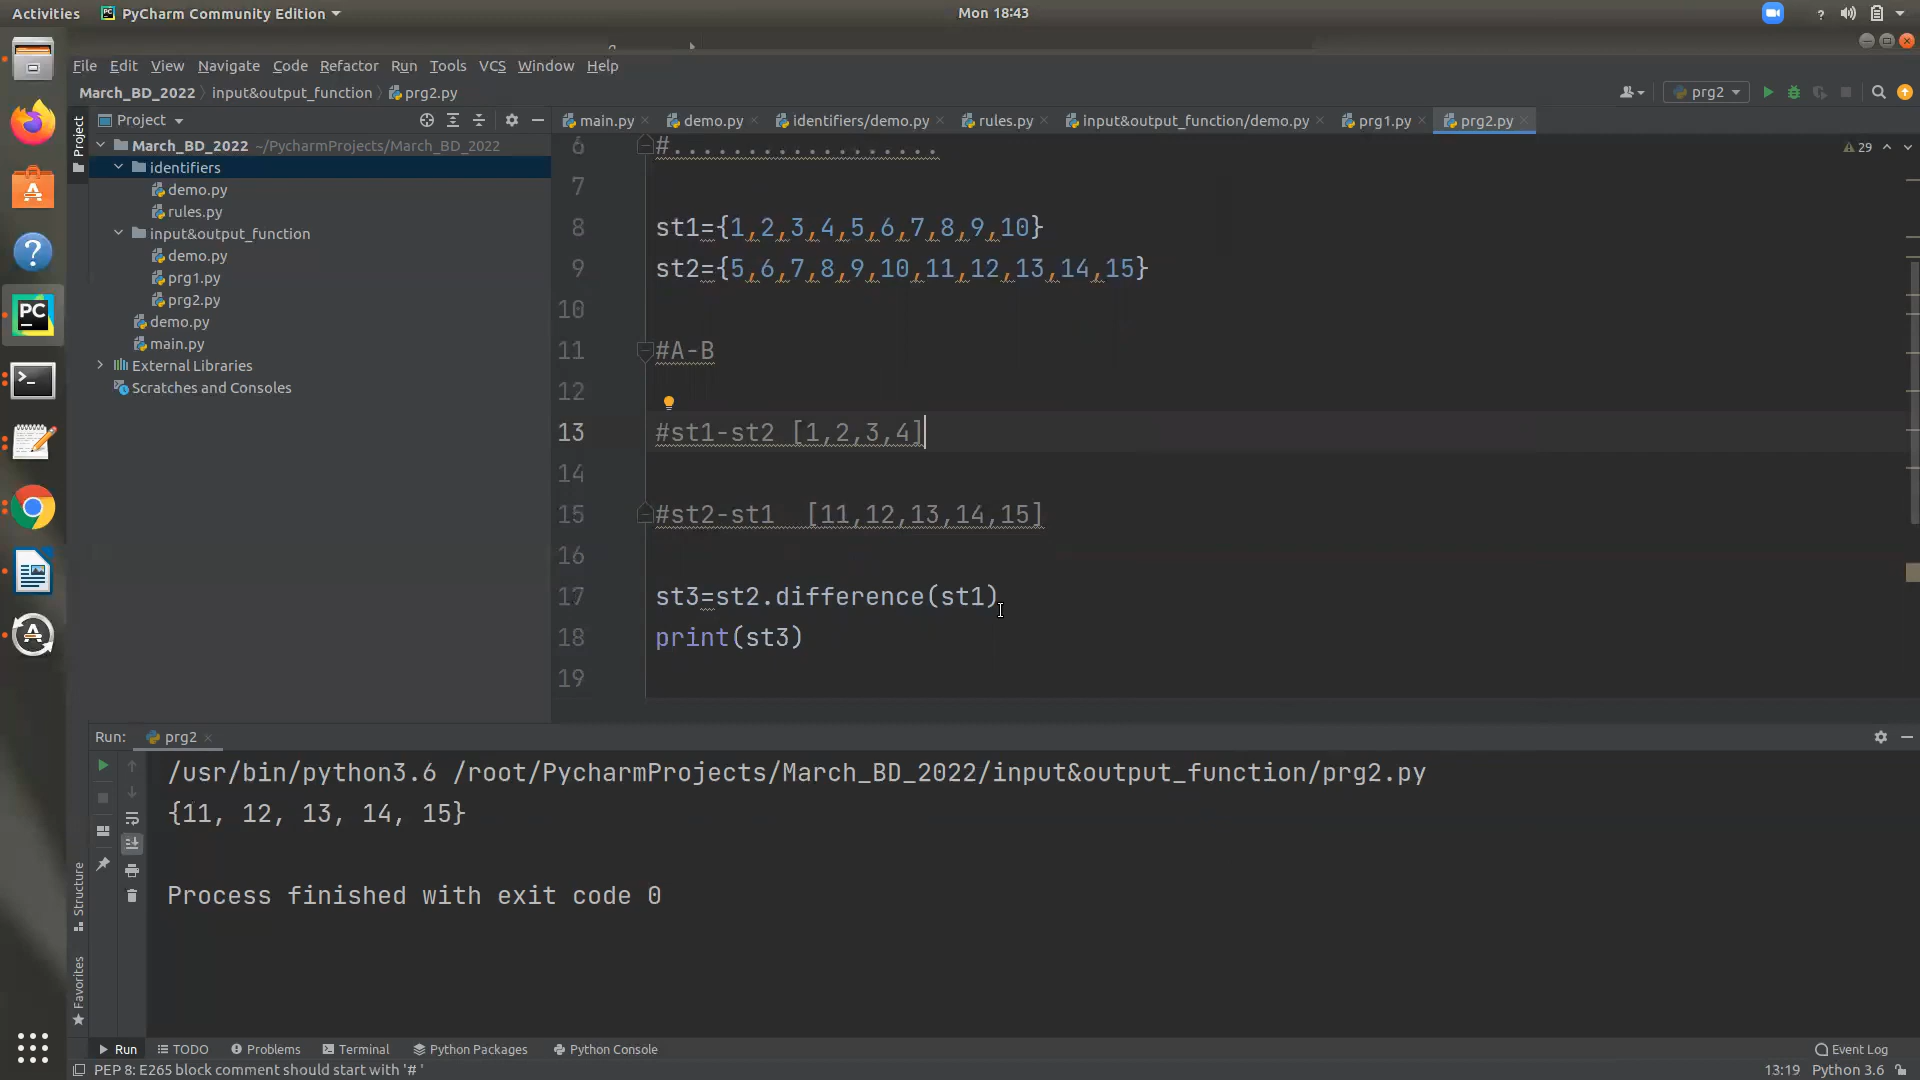 Activities PyCharm Community Edition Mon 18:43 ?
File Edit View Navigate Code Refactor Run Tools VCS Window Help
March_BD_2022 input&output_function prg2.py prg2
Project main.py demo.py identifiers/demo.py rules.py input&output_function/demo.py prg1.py prg2.py
Project
March_BD_2022 ~/PycharmProjects/March_BD_2022
identifiers
demo.py
rules.py
input&output_function
demo.py
prg1.py
prg2.py
demo.py
main.py
External Libraries
Scratches and Consoles
29
6 #..................
7
8 st1={1,2,3,4,5,6,7,8,9,10}
9 st2={5,6,7,8,9,10,11,12,13,14,15}
10
11 #A-B
12
13 #st1-st2 [1,2,3,4]
14
15 #st2-st1  [11,12,13,14,15]
16
17 st3=st2.difference(st1)
18 print(st3)
19
Run: prg2
/usr/bin/python3.6 /root/PycharmProjects/March_BD_2022/input&output_function/prg2.py
{11, 12, 13, 14, 15}
Process finished with exit code 0
Structure
Favorites
Run TODO Problems Terminal Python Packages Python Console Event Log
PEP 8: E265 block comment should start with '# ' 13:19 Python 3.6